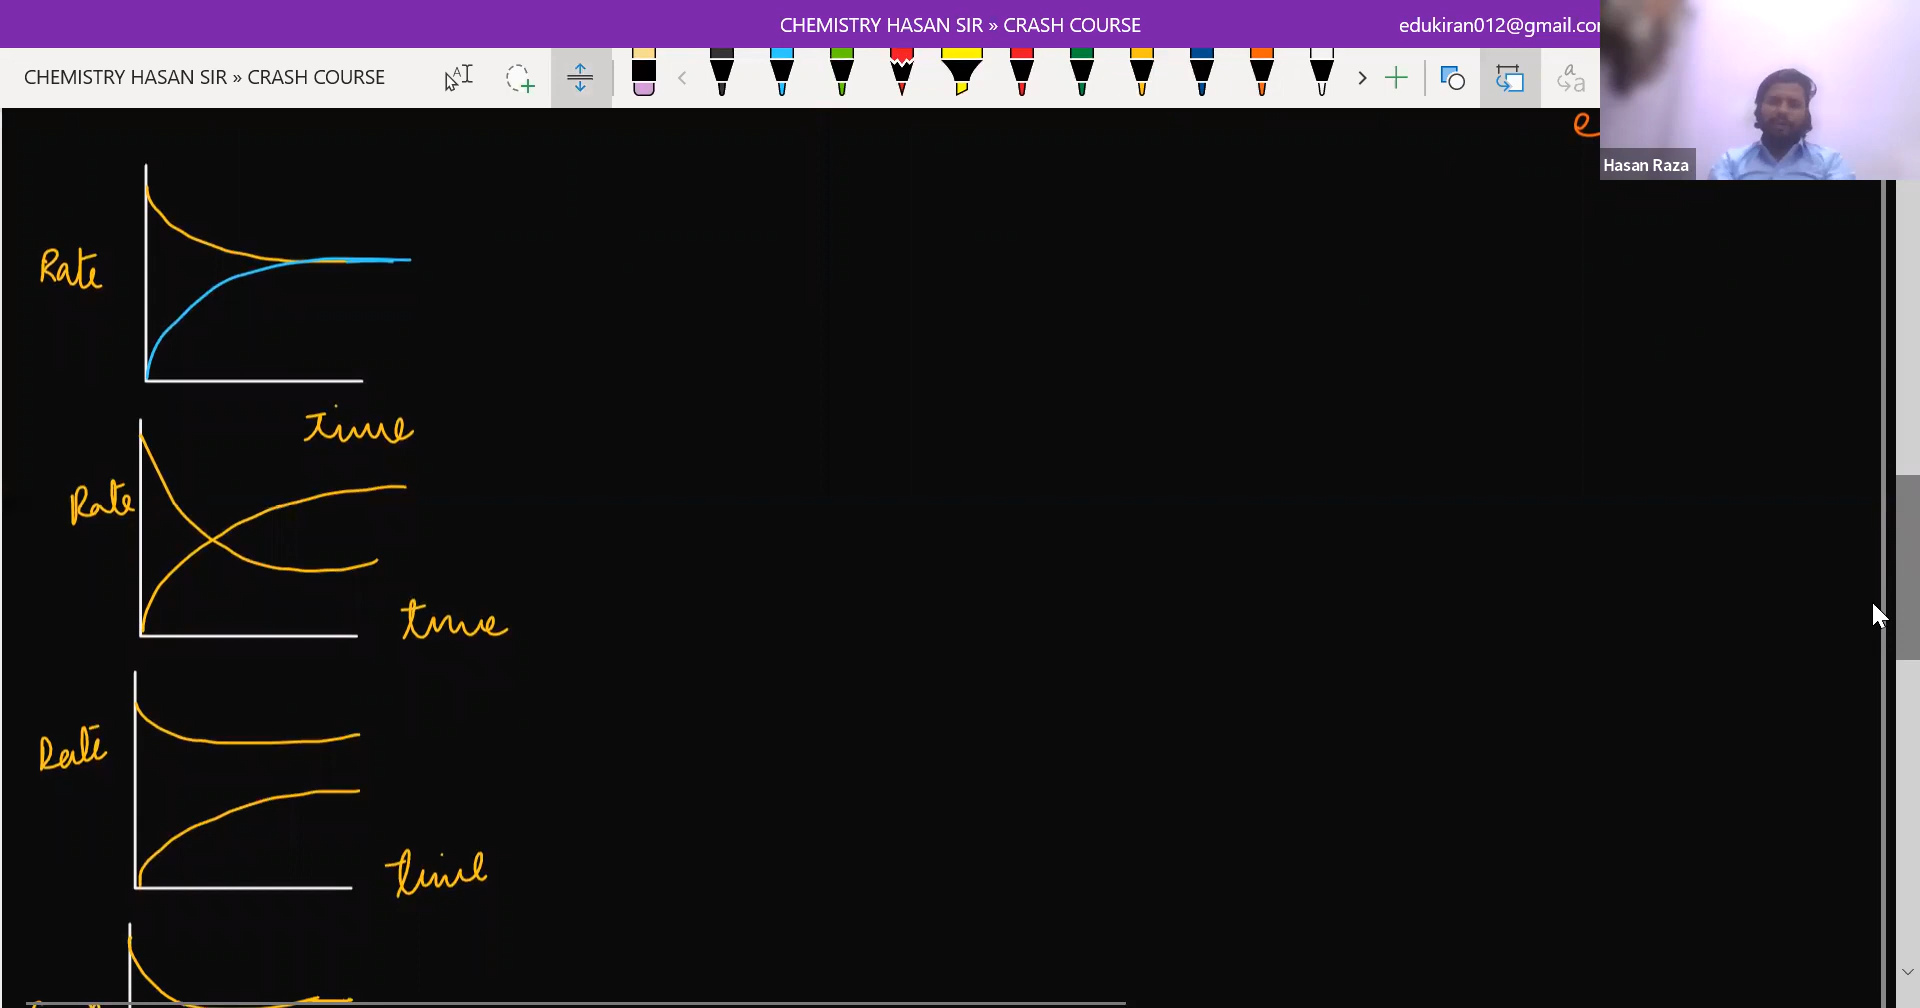 CHEMISTRY HASAN SIR » CRASH COURSE
edukiran012@gmail.co
CHEMISTRY HASAN SIR » CRASH COURSE
e
Hasan Raza
Rate
time
Rate
time
Rate
time